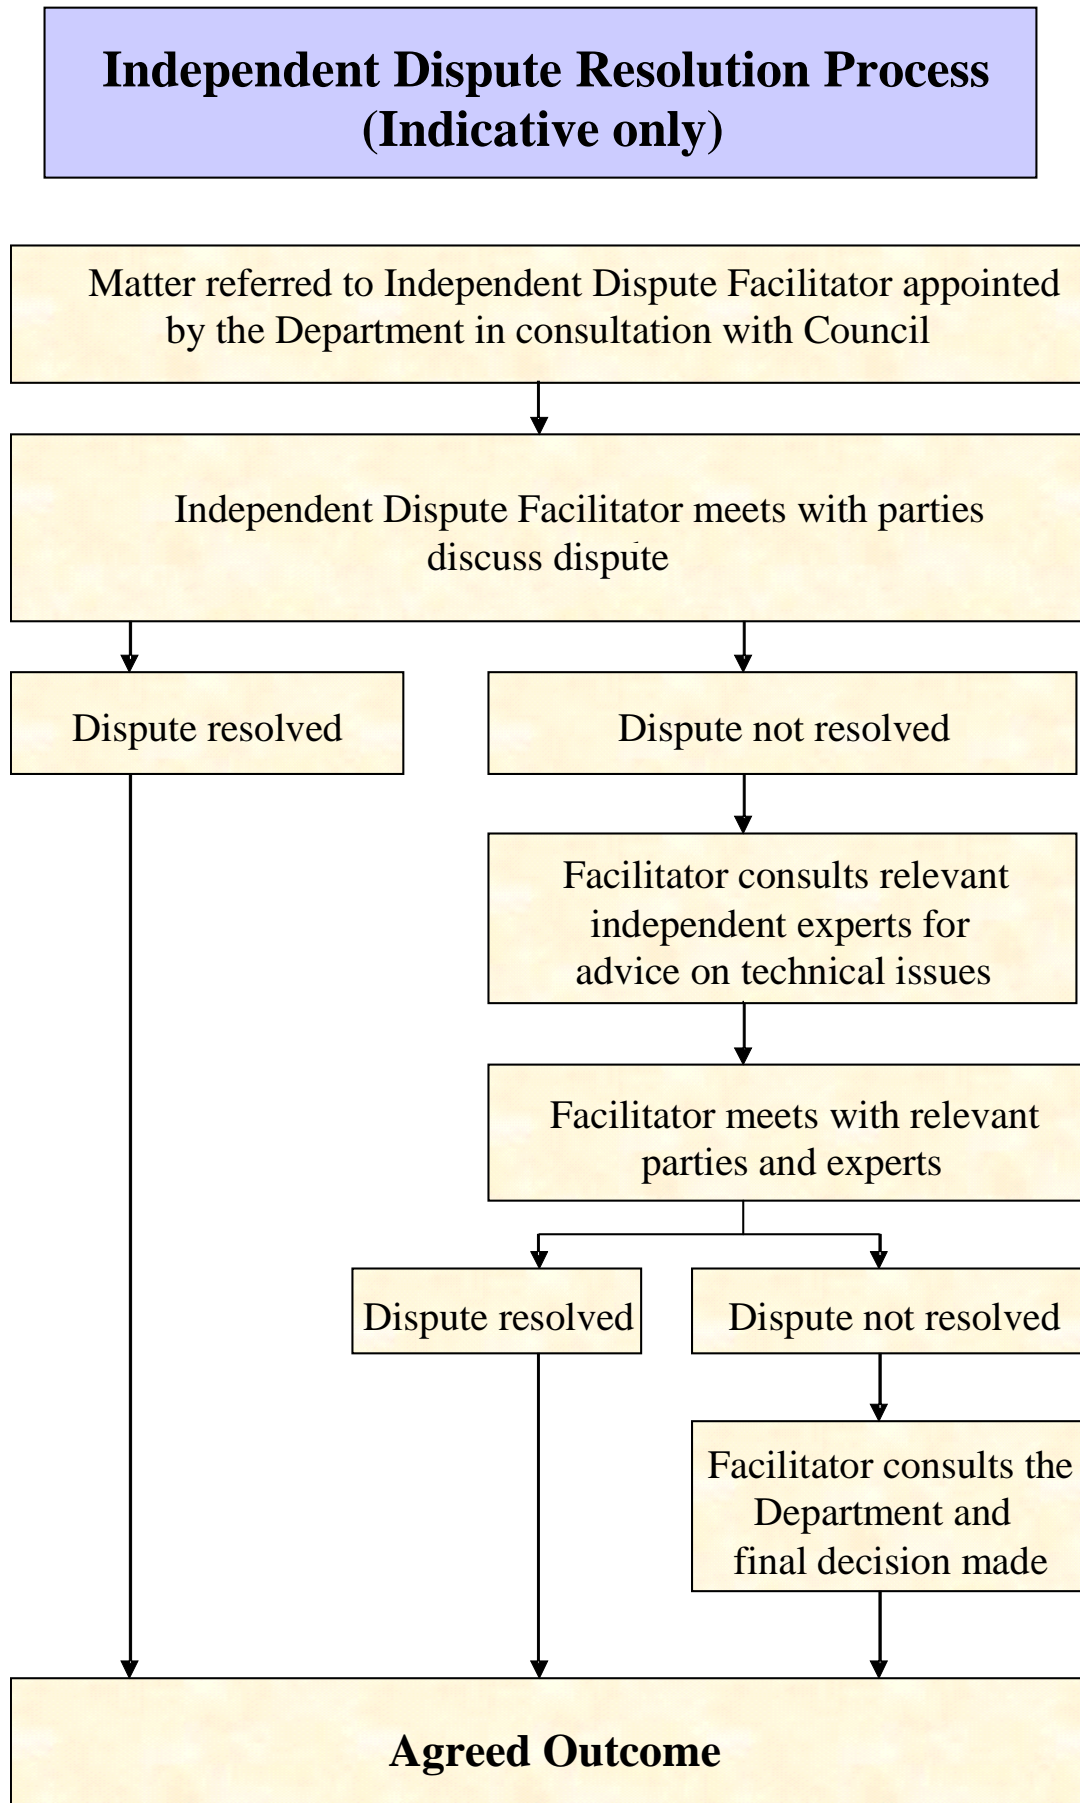 Independent Dispute Resolution Process
(Indicative only)
Matter referred to Independent Dispute Facilitator appointed
by the Department in consultation with Council
Independent Dispute Facilitator meets with parties
discuss dispute
Dispute resolved
Dispute not resolved
Facilitator consults relevant
independent experts for
advice on technical issues
Facilitator meets with relevant
parties and experts
Dispute resolved
Dispute not resolved
Facilitator consults the
Department and
final decision made
Agreed Outcome